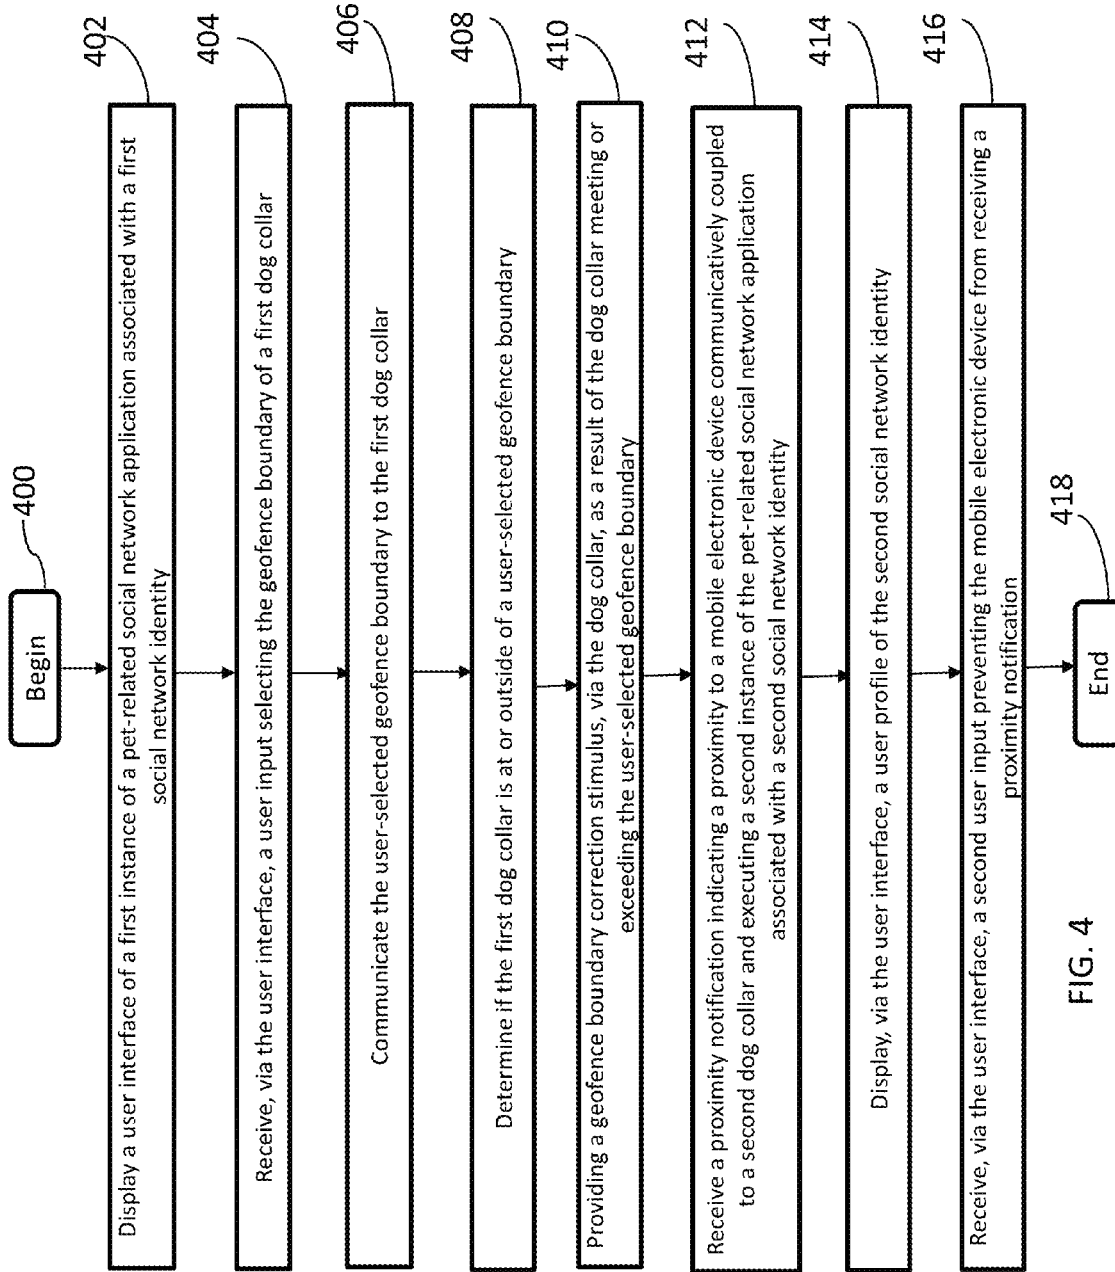 Begin
400
Display a user interface of a first instance of a pet-related social network application associated with a first
social network identity
402
Receive, via the user interface, a user input selecting the geofence boundary of a first dog collar
404
Communicate the user-selected geofence boundary to the first dog collar
406
Determine if the first dog collar is at or outside of a user-selected geofence boundary
408
Providing a geofence boundary correction stimulus, via the dog collar, as a result of the dog collar meeting or
exceeding the user-selected geofence boundary
410
Receive a proximity notification indicating a proximity to a mobile electronic device communicatively coupled
to a second dog collar and executing a second instance of the pet-related social network application
associated with a second social network identity
412
Display, via the user interface, a user profile of the second social network identity
414
Receive, via the user interface, a second user input preventing the mobile electronic device from receiving a
proximity notification
416
End
418
FIG. 4